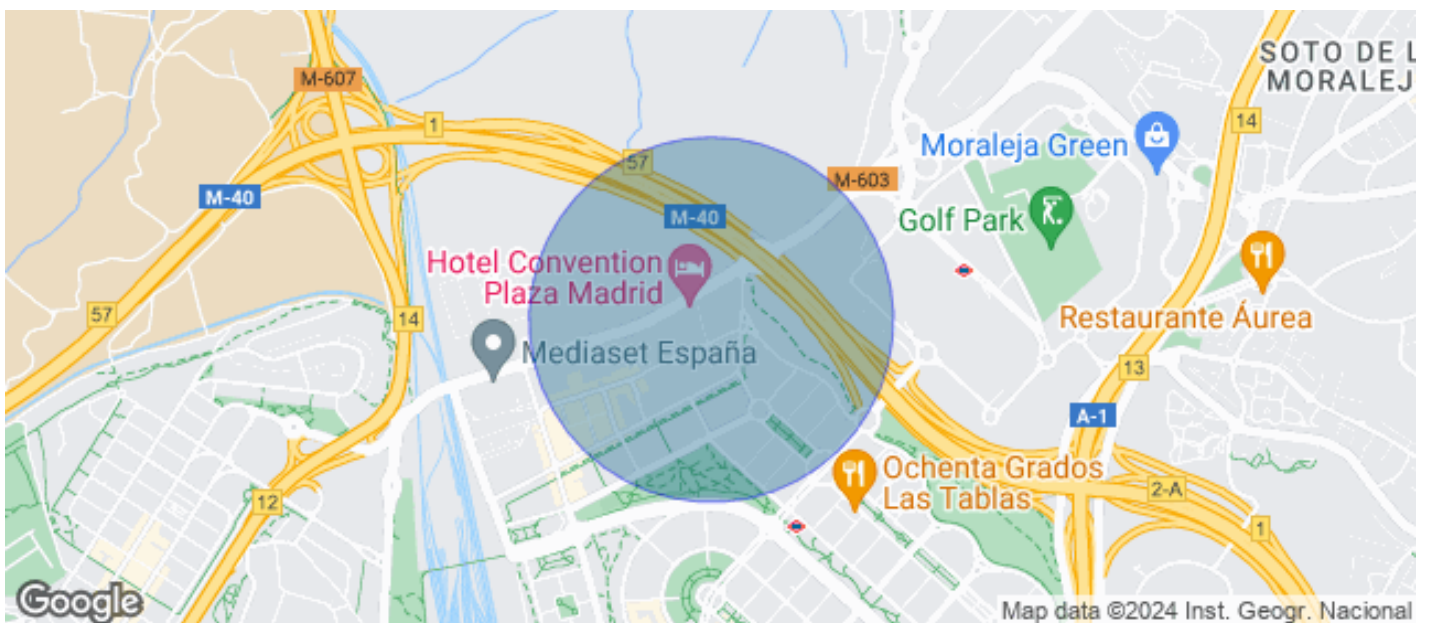 SOTO DE L
MORALEJ
M-607
14
1
Moraleja Green
57
M-603
M-40
M-40
Golf Park
Hotel Convention
Plaza Madrid
57
14
Restaurante Áurea
Mediaset España
13
A-1
Ochenta Grados
Las Tablas
2-A
12
1
Google
Map data ©2024 Inst. Geogr. Nacional